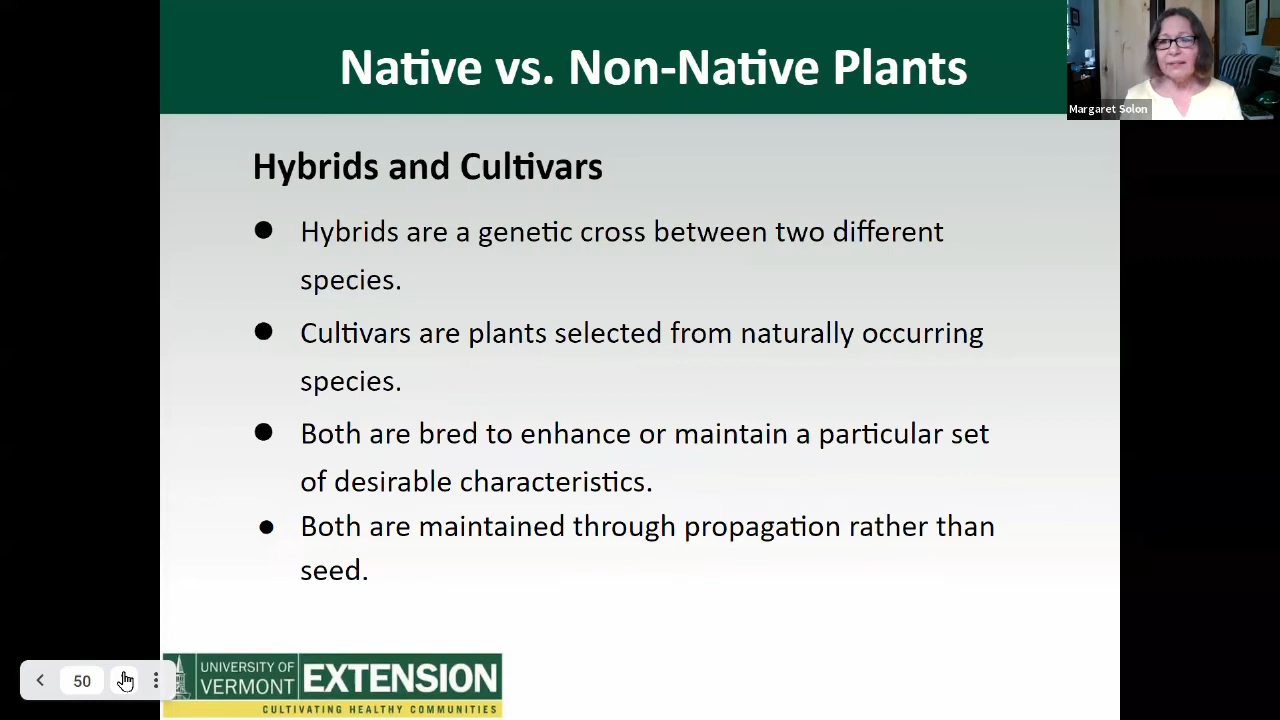 Native vs. Non-Native Plants
Margaret Solon
Hybrids and Cultivars
● Hybrids are a genetic cross between two different
species.
● Cultivars are plants selected from naturally occurring
species.
● Both are bred to enhance or maintain a particular set
of desirable characteristics.
● Both are maintained through propagation rather than
seed.
50
UNIVERSITY OF
VERMONT
EXTENSION
CULTIVATING HEALTHY COMMUNITIES